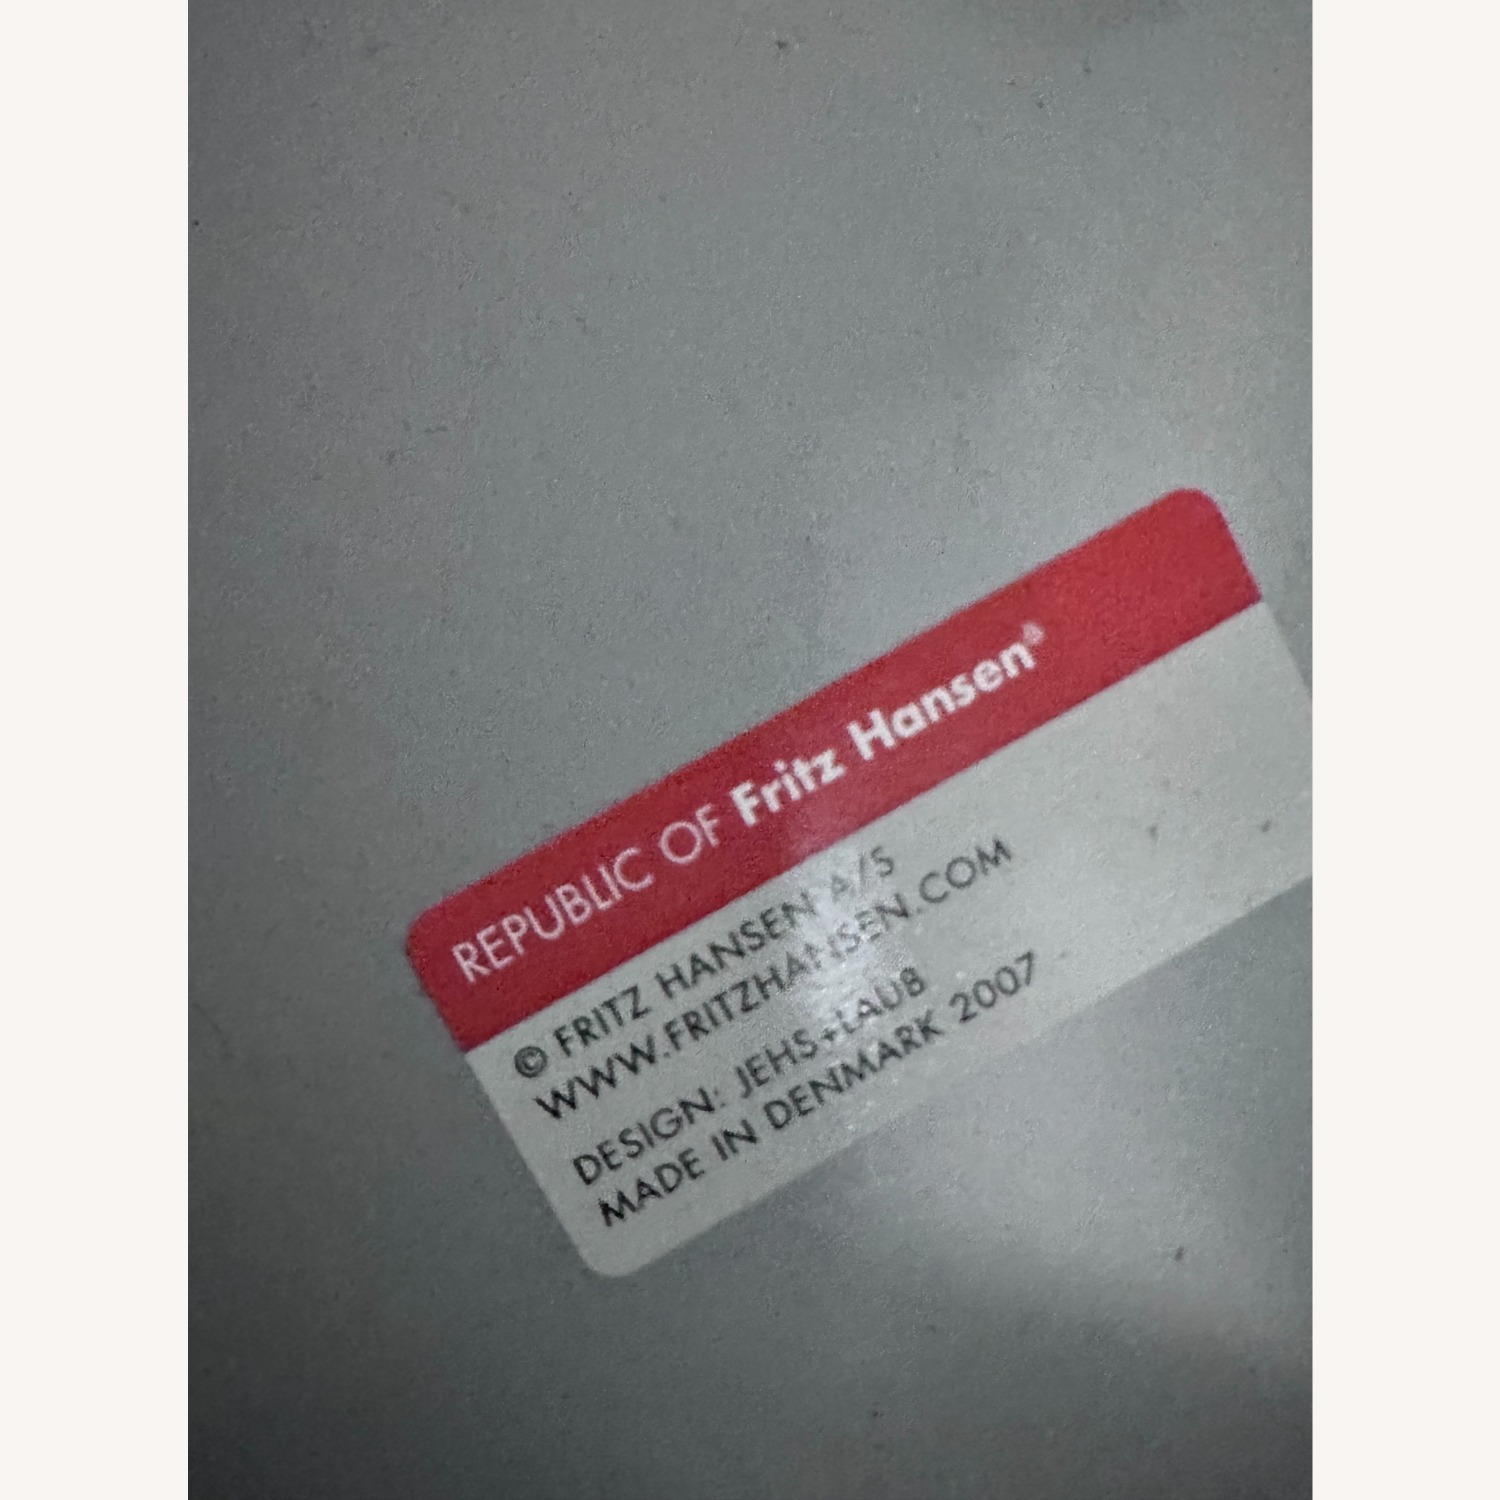 REPUBLIC OF Fritz Hansen®
© FRITZ HANSEN A/S
WWW.FRITZHANSEN.COM
DESIGN: JEHS+LAUB
MADE IN DENMARK 2007